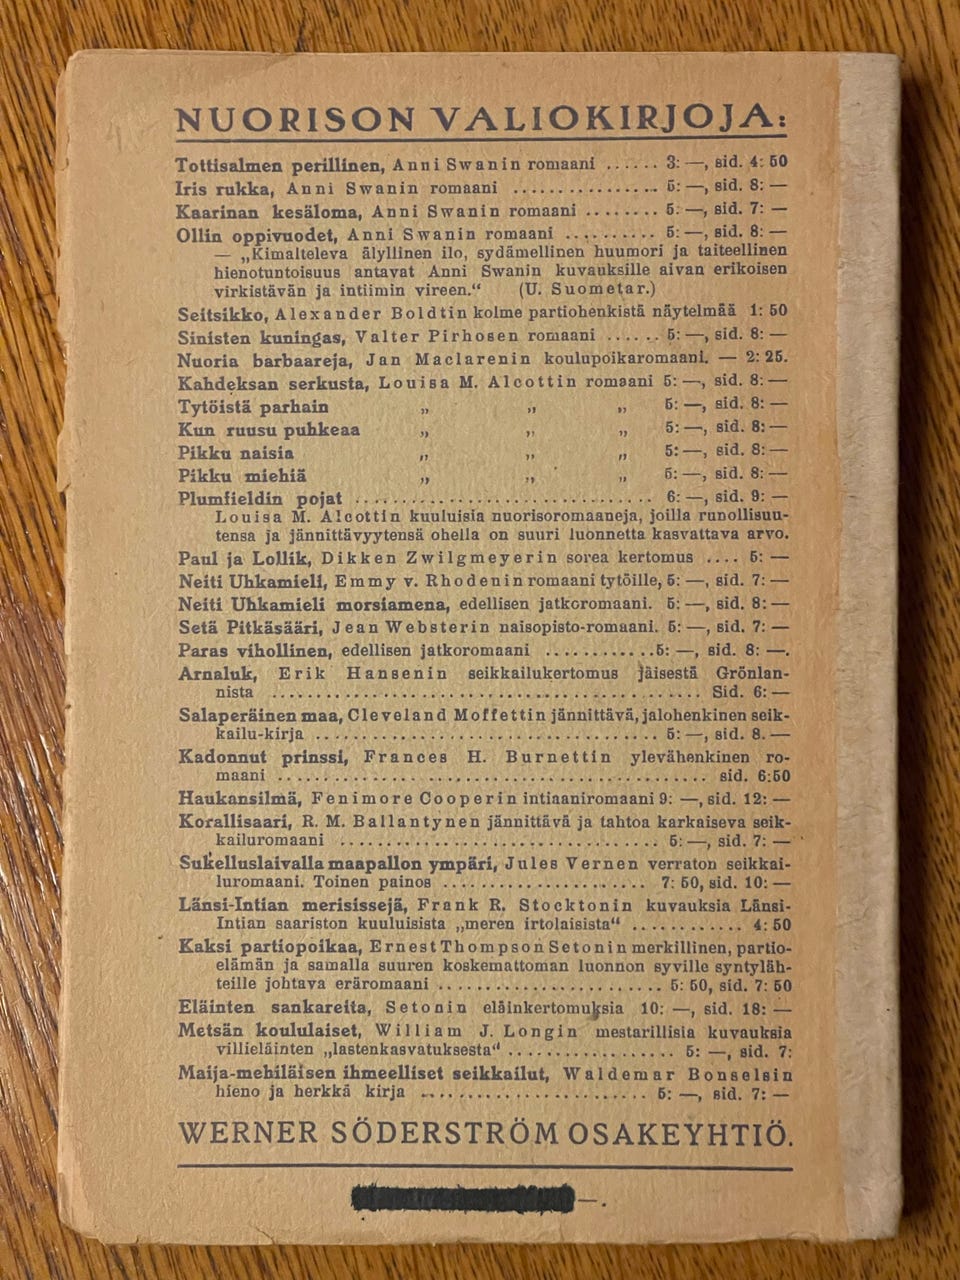 NUORISON VALIOKIRJOJA:
Tottisalmen perillinen, Anni Swanin romaani ...... 3: —, sid. 4: 50
Iris rukka, Anni Swanin romaani ................ 5: —, sid. 8: —
Kaarinan kesäloma, Anni Swanin romaani ........ 5: —, sid. 7: —
Ollin oppivuodet, Anni Swanin romaani .......... 5: —, sid. 8: —
— „Kimalteleva älyllinen ilo, sydämellinen huumori ja taiteellinen
hienotuntoisuus antavat Anni Swanin kuvauksille aivan erikoisen
virkistävän ja intiimin vireen.“ (U. Suometar.)
Seitsikko, Alexander Boldtin kolme partiohenkistä näytelmää 1: 50
Sinisten kuningas, Valter Pirhosen romaani ...... 5: —, sid. 8: —
Nuoria barbaareja, Jan Maclarenin koulupoikaromaani. — 2: 25.
Kahdeksan serkusta, Louisa M. Alcottin romaani 5: —, sid. 8: —
Tytöistä parhain „ „ „ 5: —, sid. 8: —
Kun ruusu puhkeaa „ „ „ 5: —, sid. 8: —
Pikku naisia „ „ „ 5: —, sid. 8: —
Pikku miehiä „ „ „ 5: —, sid. 8: —
Plumfieldin pojat ................................ 6: —, sid. 9: —
Louisa M. Alcottin kuuluisia nuorisoromaaneja, joilla runollisuu-
tensa ja jännittävyytensä ohella on suuri luonnetta kasvattava arvo.
Paul ja Lollik, Dikken Zwilgmeyerin sorea kertomus .... 5: —
Neiti Uhkamieli, Emmy v. Rhodenin romaani tytöille, 5: —, sid. 7: —
Neiti Uhkamieli morsiamena, edellisen jatkoromaani. 5: —, sid. 8: —
Setä Pitkäsääri, Jean Websterin naisopisto-romaani. 5: —, sid. 7: —
Paras vihollinen, edellisen jatkoromaani ............5: —, sid. 8: —.
Arnaluk, Erik Hansenin seikkailukertomus jäisestä Grönlan-
nista ................................................ Sid. 6: —
Salaperäinen maa, Cleveland Moffettin jännittävä, jalohenkinen seik-
kailu-kirja ...................................... 5: —, sid. 8. —
Kadonnut prinssi, Frances H. Burnettin ylevähenkinen ro-
maani ................................................ sid. 6:50
Haukansilmä, Fenimore Cooperin intiaaniromaani 9: —, sid. 12: —
Korallisaari, R. M. Ballantynen jännittävä ja tahtoa karkaiseva seik-
kailuromaani .................................... 5: —, sid. 7: —
Sukelluslaivalla maapallon ympäri, Jules Vernen verraton seikkai-
luromaani. Toinen painos ...................... 7: 50, sid. 10: —
Länsi-Intian merisissejä, Frank R. Stocktonin kuvauksia Länsi-
Intian saariston kuuluisista „meren irtolaisista“ ............ 4: 50
Kaksi partiopoikaa, Ernest Thompson Setonin merkillinen, partio-
elämän ja samalla suuren koskemattoman luonnon syville syntyläh-
teille johtava eräromaani ........................ 5: 50, sid. 7: 50
Eläinten sankareita, Setonin eläinkertomuksia 10: —, sid. 18: —
Metsän koululaiset, William J. Longin mestarillisia kuvauksia
villieläinten „lastenkasvatuksesta“ .................. 5: —, sid. 7:
Maija-mehiläisen ihmeelliset seikkailut, Waldemar Bonselsin
hieno ja herkkä kirja ......................... 5: —, sid. 7: —
WERNER SÖDERSTRÖM OSAKEYHTIÖ.
—.